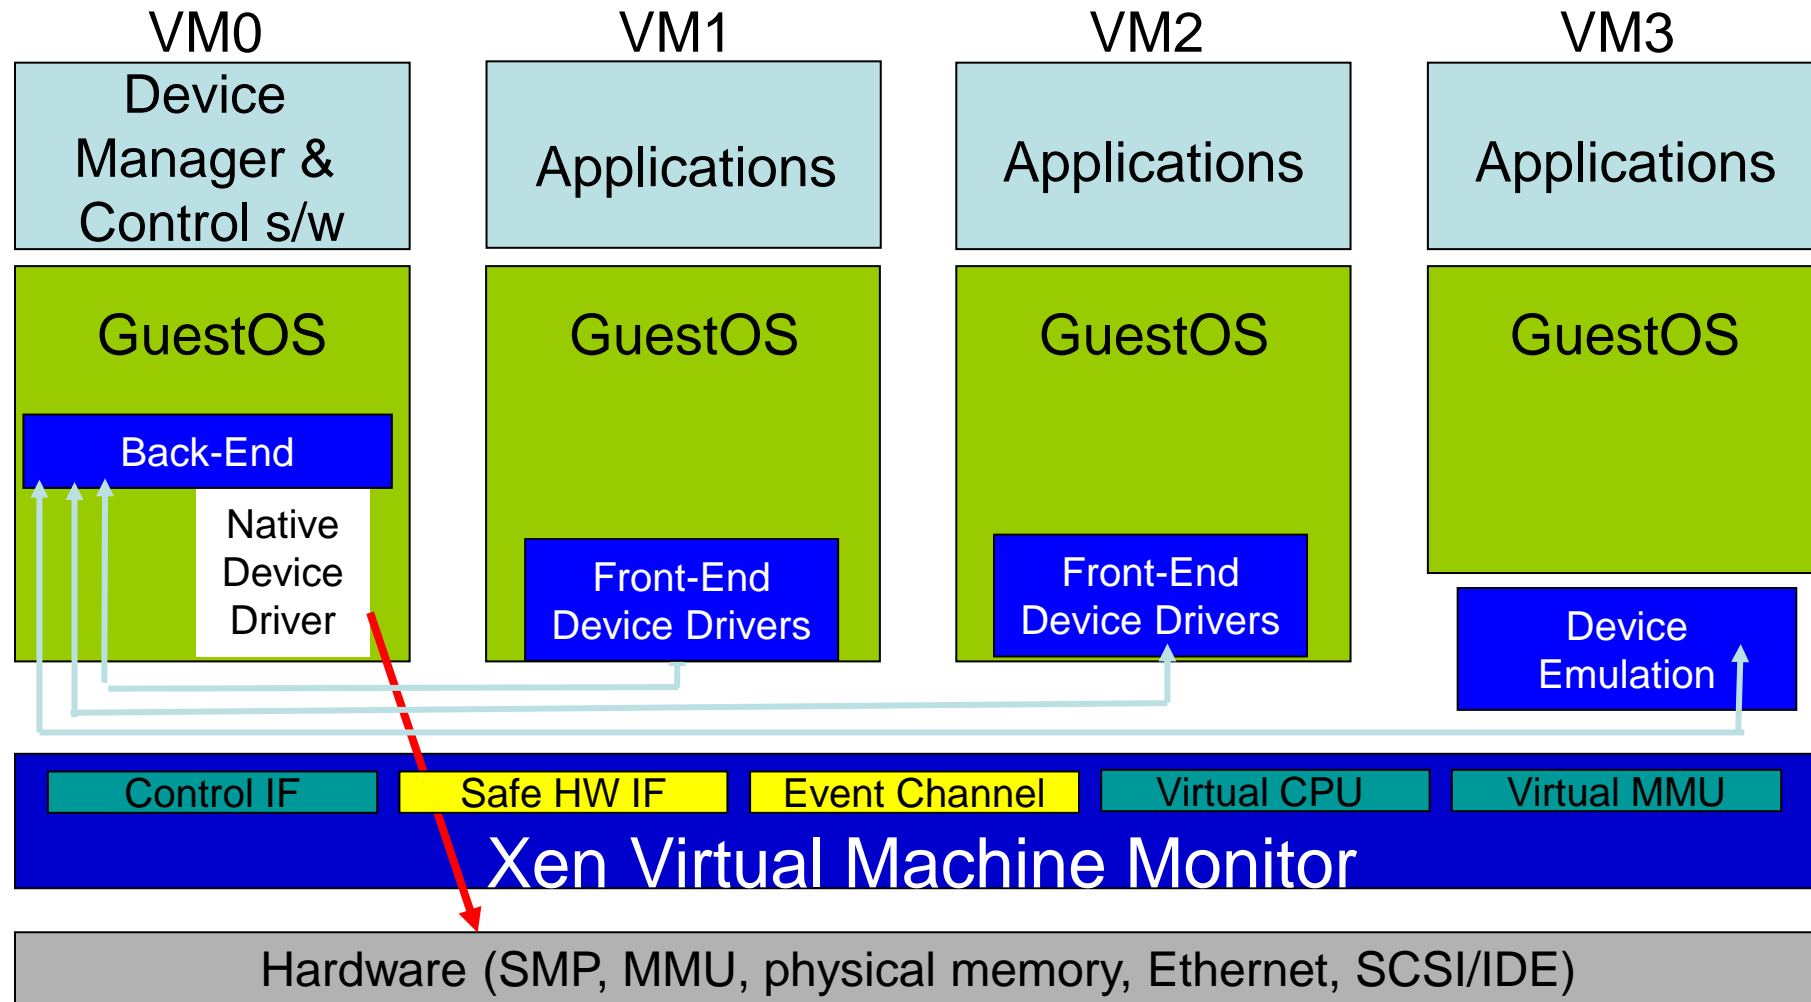 VM0
VM1
VM2
VM3
Device
Manager &
Control s/w
Applications
Applications
Applications
GuestOS
GuestOS
GuestOS
GuestOS
Back-End
Native
Device
Driver
Front-End
Device Drivers
Front-End
Device Drivers
Device
Emulation
Control IF
Safe HW IF
Event Channel
Virtual CPU
Virtual MMU
Xen Virtual Machine Monitor
Hardware (SMP, MMU, physical memory, Ethernet, SCSI/IDE)